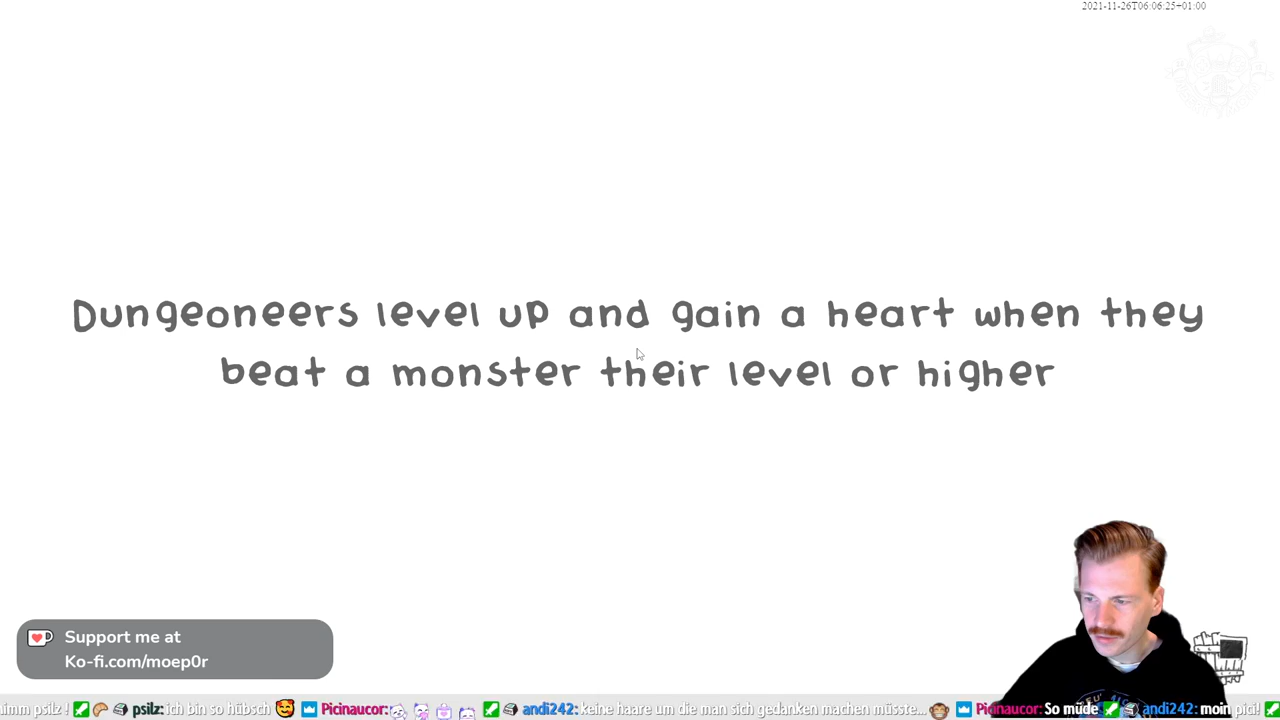 2021-11-26T06:06:25+01:00
Dungeoneers level up and gain a heart when they
beat a monster their level or higher
Support me at
Ko-fi.com/moep0r
nimm psilz ! psilz: ich bin so hübsch Picinaucor: andi242: keine haare um die man sich gedanken machen müsste... Picinaucor: So müde andi242: moin pici!